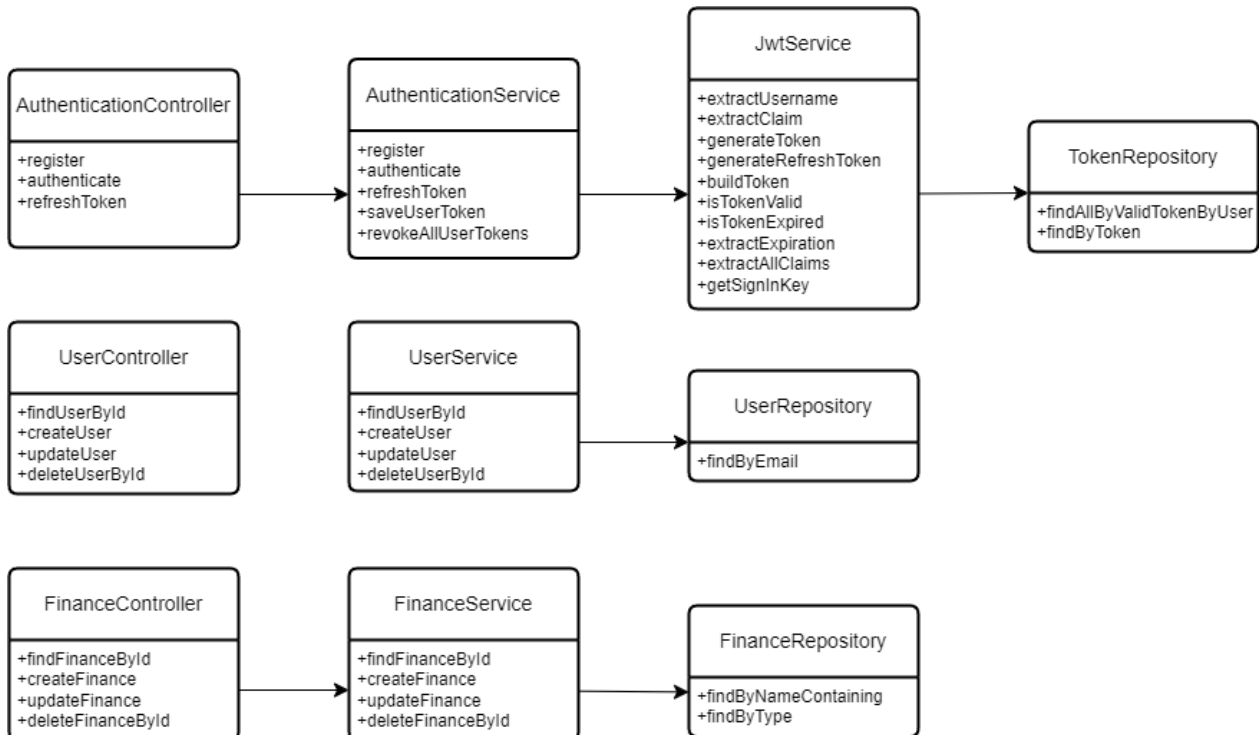 AuthenticationController
+register
+authenticate
+refreshToken
AuthenticationService
+register
+authenticate
+refreshToken
+saveUserToken
+revokeAllUserTokens
JwtService
+extractUsername
+extractClaim
+generateToken
+generateRefreshToken
+buildToken
+isTokenValid
+isTokenExpired
+extractExpiration
+extractAllClaims
+getSignInKey
TokenRepository
+findAllByValidTokenByUser
+findByToken
UserController
+findUserById
+createUser
+updateUser
+deleteUserById
UserService
+findUserById
+createUser
+updateUser
+deleteUserById
UserRepository
+findByEmail
FinanceController
+findFinanceById
+createFinance
+updateFinance
+deleteFinanceById
FinanceService
+findFinanceById
+createFinance
+updateFinance
+deleteFinanceById
FinanceRepository
+findByNameContaining
+findByType